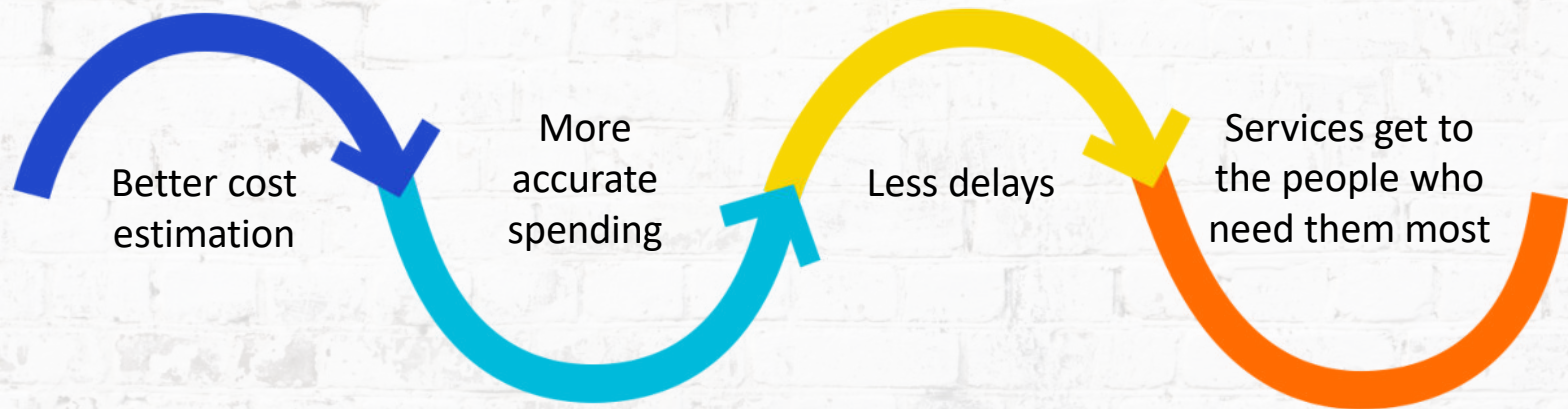 Better cost
estimation
More
accurate
spending
Less delays
Services get to
the people who
need them most